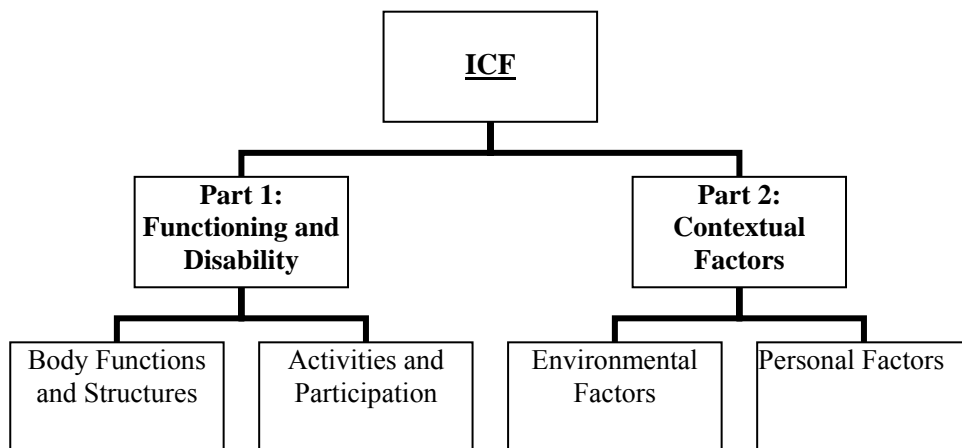 ICF
Part 1:
Functioning and
Disability
Part 2:
Contextual
Factors
Body Functions
and Structures
Activities and
Participation
Environmental
Factors
Personal Factors